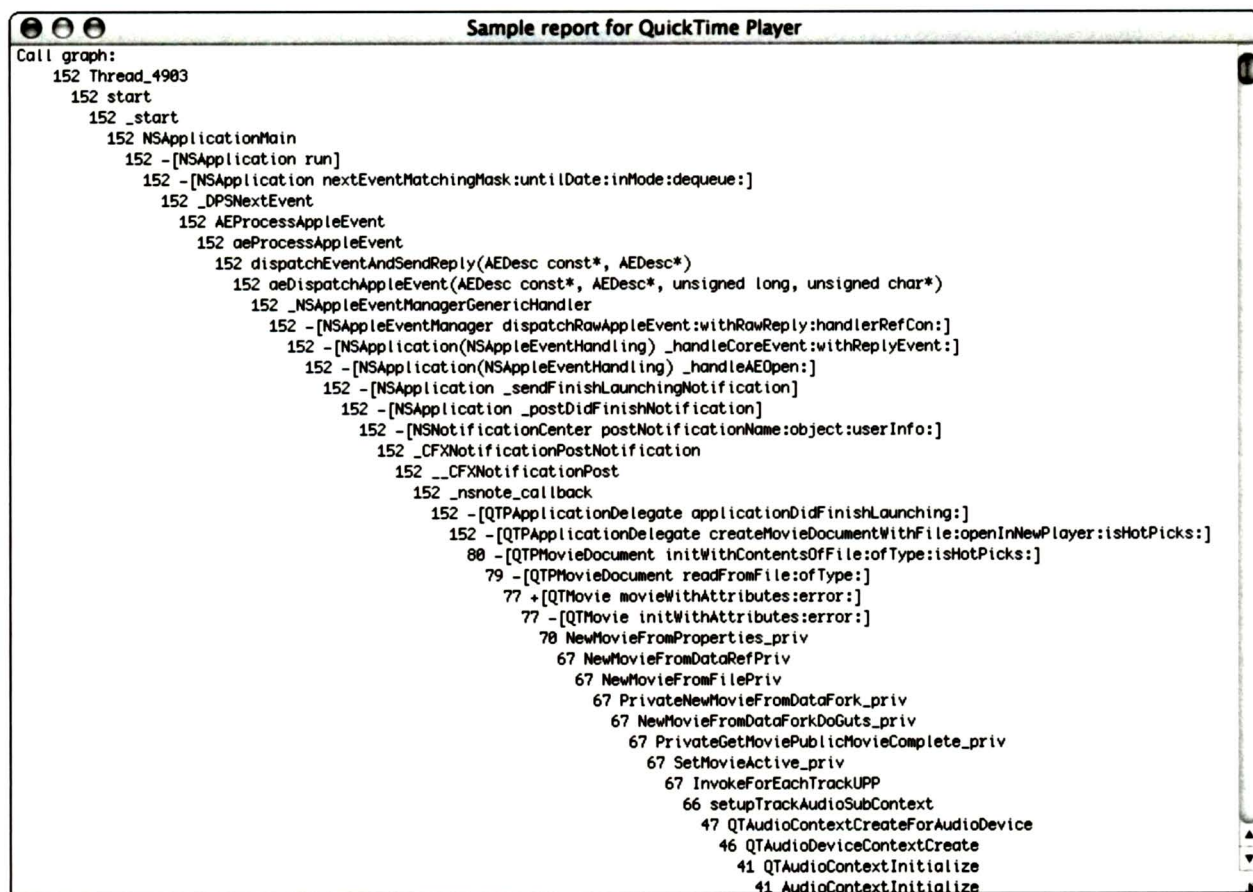 Sample report for QuickTime Player
Call graph:
152 Thread_4903
152 start
152 _start
152 NSApplicationMain
152 -[NSApplication run]
152 -[NSApplication nextEventMatchingMask:untilDate:inMode:dequeue:]
152 _DPSNextEvent
152 AEProcessAppleEvent
152 aeProcessAppleEvent
152 dispatchEventAndSendReply(AEDesc const*, AEDesc*)
152 aeDispatchAppleEvent(AEDesc const*, AEDesc*, unsigned long, unsigned char*)
152 _NSAppleEventManagerGenericHandler
152 -[NSAppleEventManager dispatchRawAppleEvent:withRawReply:handlerRefCon:]
152 -[NSApplication(NSAppleEventHandling) _handleCoreEvent:withReplyEvent:]
152 -[NSApplication(NSAppleEventHandling) _handleAEOpen:]
152 -[NSApplication _sendFinishLaunchingNotification]
152 -[NSApplication _postDidFinishNotification]
152 -[NSNotificationCenter postNotificationName:object:userInfo:]
152 _CFXNotificationPostNotification
152 __CFXNotificationPost
152 _nsnote_callback
152 -[QTPApplicationDelegate applicationDidFinishLaunching:]
152 -[QTPApplicationDelegate createMovieDocumentWithFile:openInNewPlayer:isHotPicks:]
80 -[QTPMovieDocument initWithContentsOfFile:ofType:isHotPicks:]
79 -[QTPMovieDocument readFromFile:ofType:]
77 +[QTMovie movieWithAttributes:error:]
77 -[QTMovie initWithAttributes:error:]
70 NewMovieFromProperties_priv
67 NewMovieFromDataRefPriv
67 NewMovieFromFilePriv
67 PrivateNewMovieFromDataFork_priv
67 NewMovieFromDataForkDoGuts_priv
67 PrivateGetMoviePublicMovieComplete_priv
67 SetMovieActive_priv
67 InvokeForEachTrackUPP
66 setupTrackAudioSubContext
47 QTAudioContextCreateForAudioDevice
46 QTAudioDeviceContextCreate
41 QTAudioContextInitialize
41 AudioContextInitialize